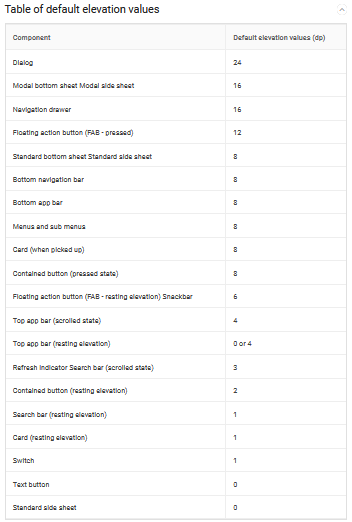 Table of default elevation values
Component Default elevation values (dp)
Dialog 24
Modal bottom sheet Modal side sheet 16
Navigation drawer 16
Floating action button (FAB - pressed) 12
Standard bottom sheet Standard side sheet 8
Bottom navigation bar 8
Bottom app bar 8
Menus and sub menus 8
Card (when picked up) 8
Contained button (pressed state) 8
Floating action button (FAB - resting elevation) Snackbar 6
Top app bar (scrolled state) 4
Top app bar (resting elevation) 0 or 4
Refresh indicator Search bar (scrolled state) 3
Contained button (resting elevation) 2
Search bar (resting elevation) 1
Card (resting elevation) 1
Switch 1
Text button 0
Standard side sheet 0